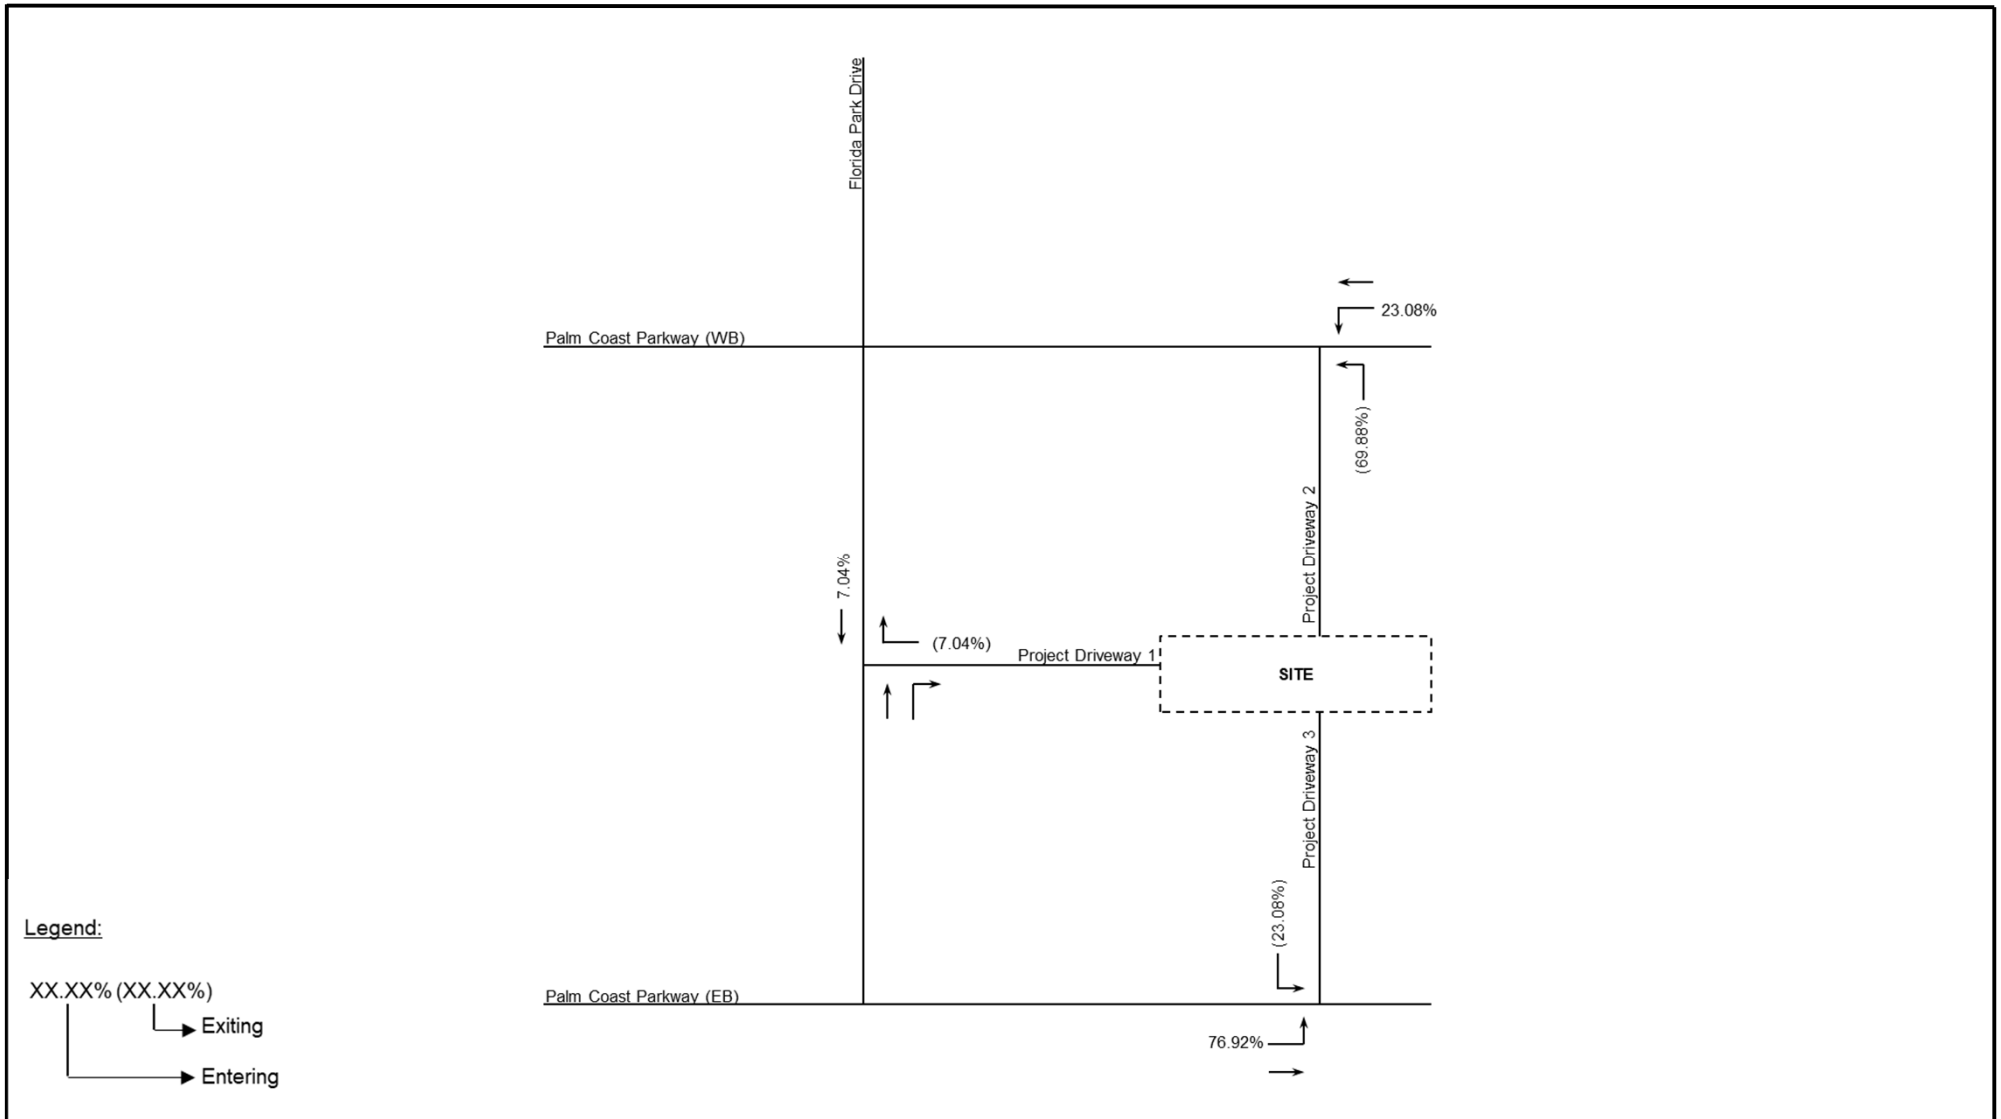 Florida Park Drive
23.08%
Palm Coast Parkway (WB)
(69.88%)
Project Driveway 2
7.04%
(7.04%)
Project Driveway 1
SITE
Project Driveway 3
(23.08%)
Legend:
XX.XX% (XX.XX%)
Palm Coast Parkway (EB)
Exiting
76.92%
Entering